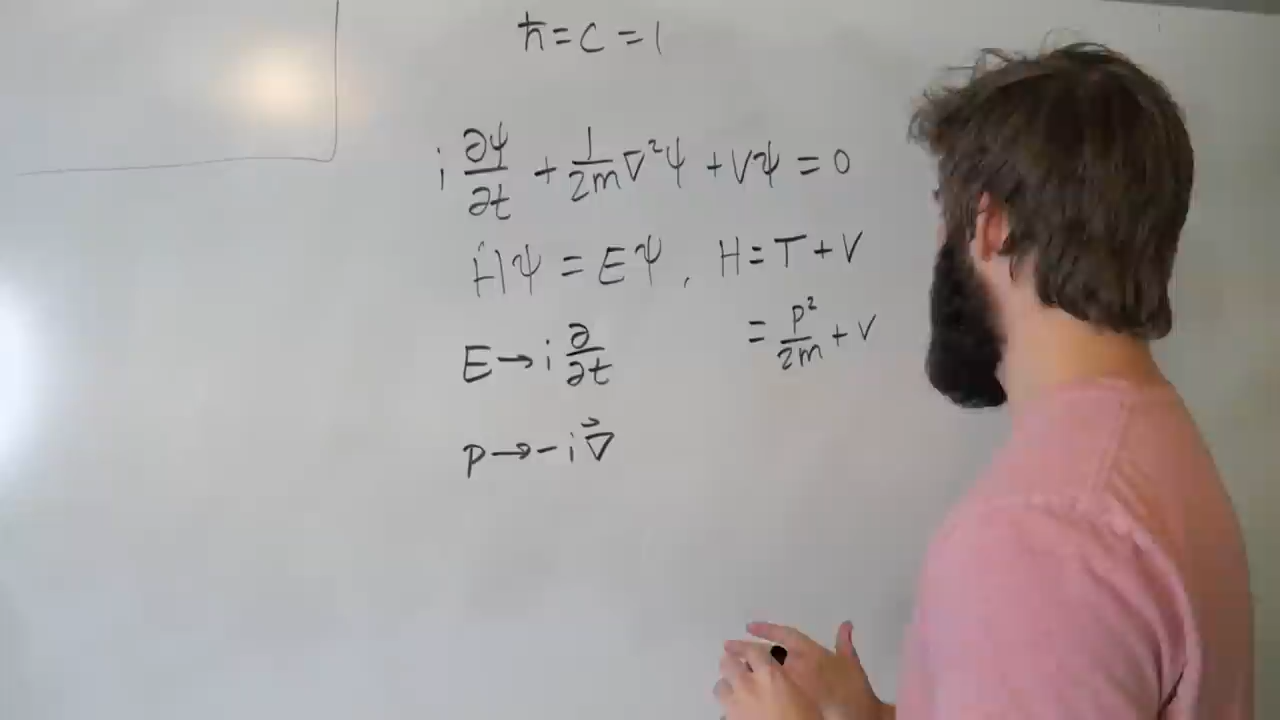 ħ = c = 1
i ∂ψ/∂t + 1/2m ∇²ψ + Vψ = 0
Ĥψ = Eψ , H = T + V
= p²/2m + V
E → i ∂/∂t
p → -i ∇⃗